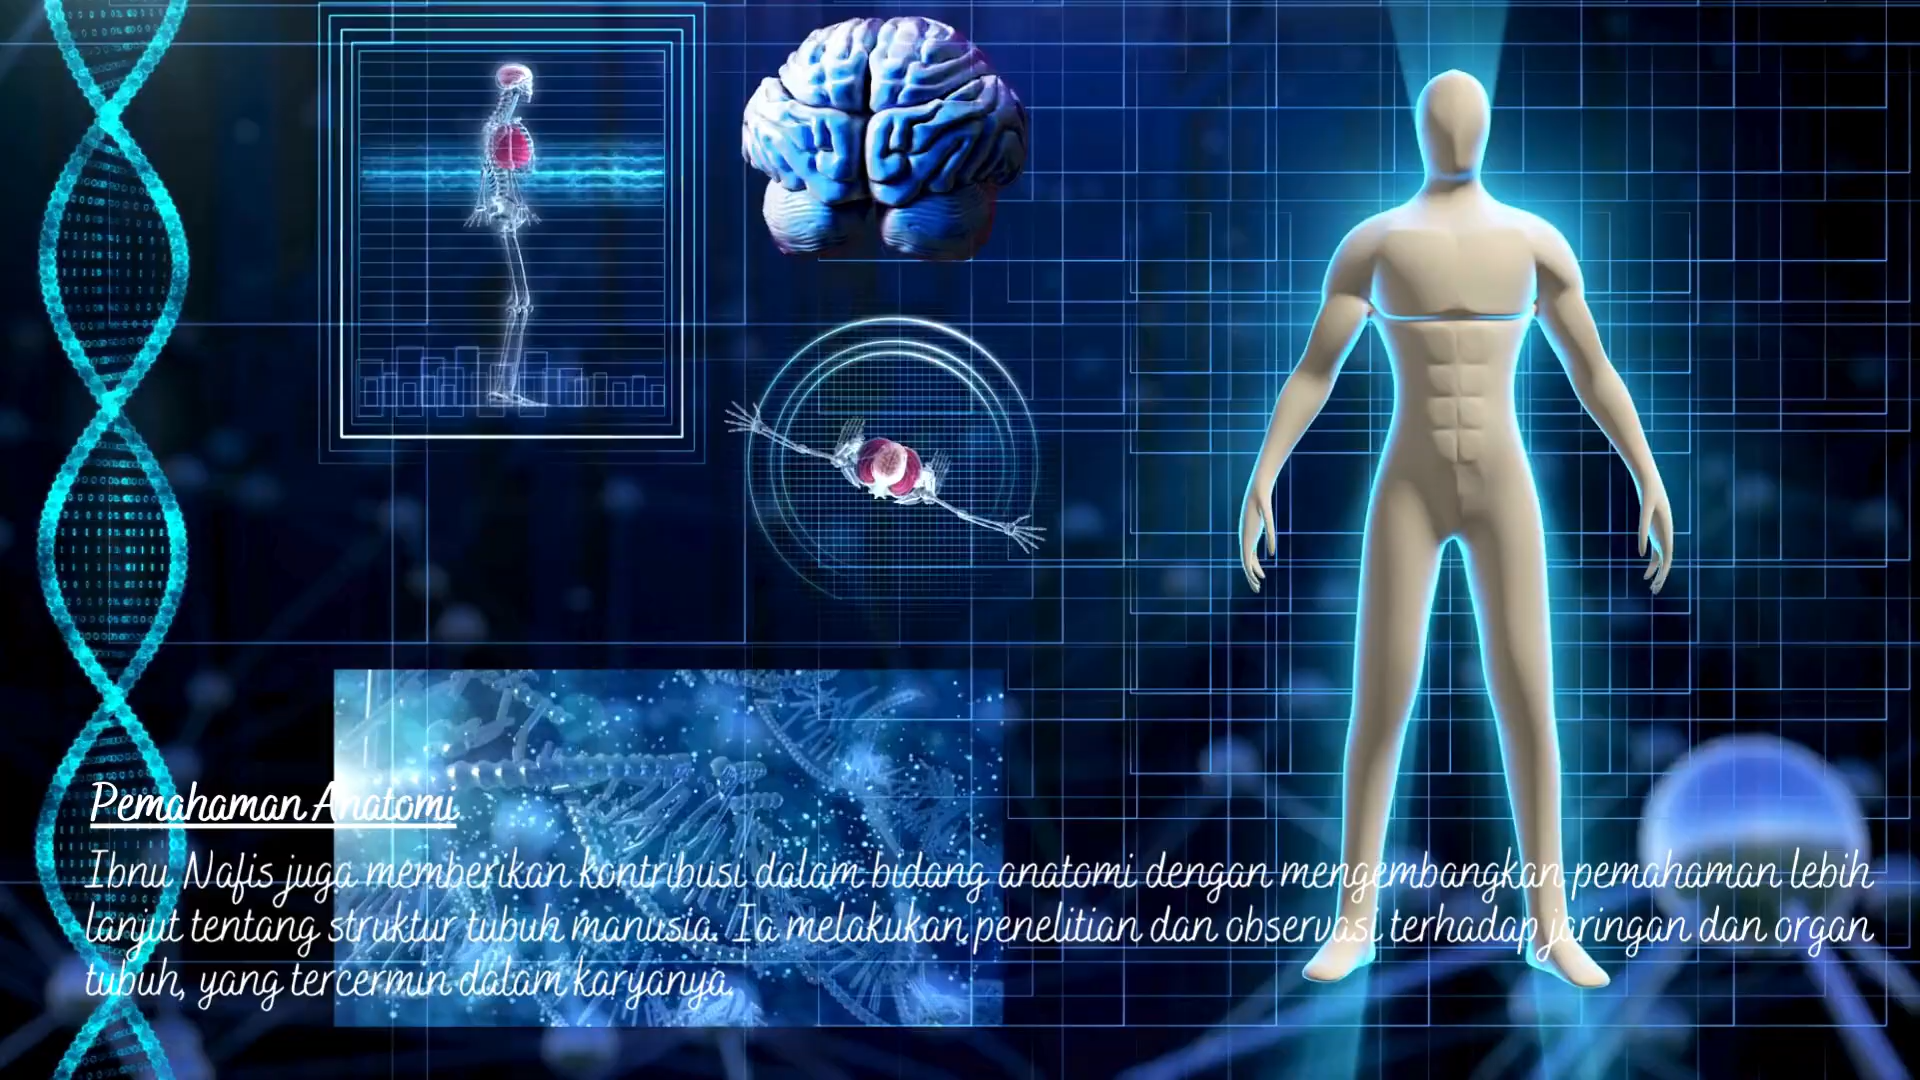 Pemahaman Anatomi
Ibnu Nafis juga memberikan kontribusi dalam bidang anatomi dengan mengembangkan pemahaman lebih
lanjut tentang struktur tubuh manusia. Ia melakukan penelitian dan observasi terhadap jaringan dan organ
tubuh, yang tercermin dalam karyanya.